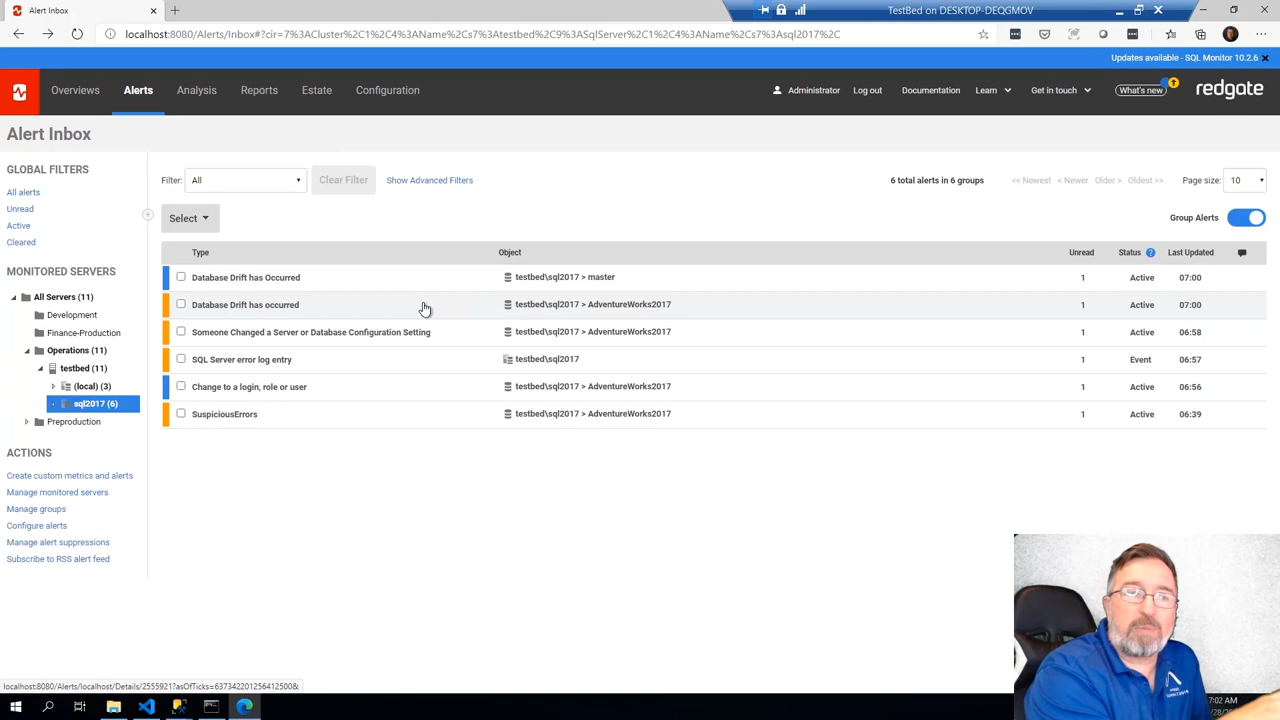 Alert Inbox
TestBed on DESKTOP-DEQGMOV
localhost:8080/Alerts/Inbox#?cir=7%3ACluster%2C1%2C4%3AName%2Cs7%3Atestbed%2C9%3ASqlServer%2C1%2C4%3AName%2Cs7%3Asql2017%2C
Updates available - SQL Monitor 10.2.6
Overviews Alerts Analysis Reports Estate Configuration Administrator Log out Documentation Learn Get in touch What's new redgate
Alert Inbox
GLOBAL FILTERS
All alerts
Unread
Active
Cleared
MONITORED SERVERS
All Servers (11)
Development
Finance-Production
Operations (11)
testbed (11)
(local) (3)
sql2017 (6)
Preproduction
ACTIONS
Create custom metrics and alerts
Manage monitored servers
Manage groups
Configure alerts
Manage alert suppressions
Subscribe to RSS alert feed
Filter: All Clear Filter Show Advanced Filters 6 total alerts in 6 groups << Newest < Newer Older > Oldest >> Page size: 10
Select Group Alerts
Type Object Unread Status Last Updated
Database Drift has Occurred testbed\sql2017 > master 1 Active 07:00
Database Drift has occurred testbed\sql2017 > AdventureWorks2017 1 Active 07:00
Someone Changed a Server or Database Configuration Setting testbed\sql2017 > AdventureWorks2017 1 Active 06:58
SQL Server error log entry testbed\sql2017 1 Event 06:57
Change to a login, role or user testbed\sql2017 > AdventureWorks2017 1 Active 06:56
SuspiciousErrors testbed\sql2017 > AdventureWorks2017 1 Active 06:39
localhost:8080/Alerts/localhost/Details/2555921?asOfTicks=637342201256412500&